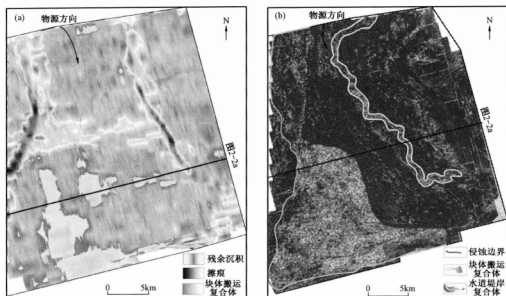 (a)
物源方向
N
图2-2a
残余沉积
擦痕
块体搬运
复合体
0 5km
(b)
物源方向
N
图2-2a
侵蚀边界
块体搬运
复合体
水道堤岸
复合体
0 5km